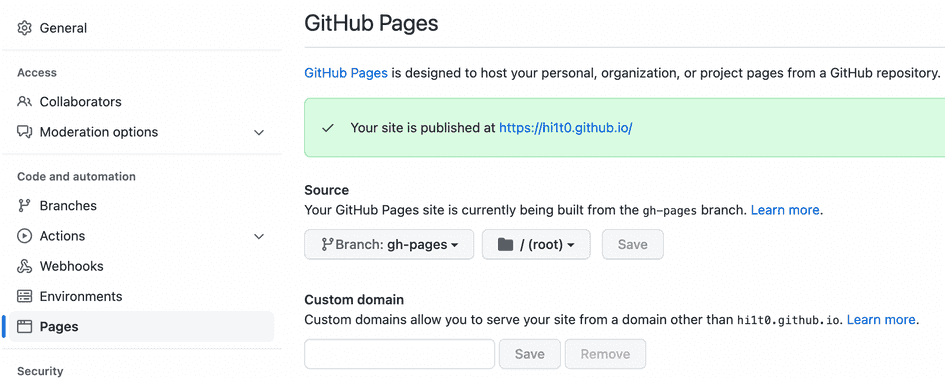 General
Access
Collaborators
Moderation options
Code and automation
Branches
Actions
Webhooks
Environments
Pages
Security
GitHub Pages
GitHub Pages is designed to host your personal, organization, or project pages from a GitHub repository.
Your site is published at https://hi1t0.github.io/
Source
Your GitHub Pages site is currently being built from the gh-pages branch. Learn more.
Branch: gh-pages
/ (root)
Save
Custom domain
Custom domains allow you to serve your site from a domain other than hi1t0.github.io. Learn more.
Save
Remove